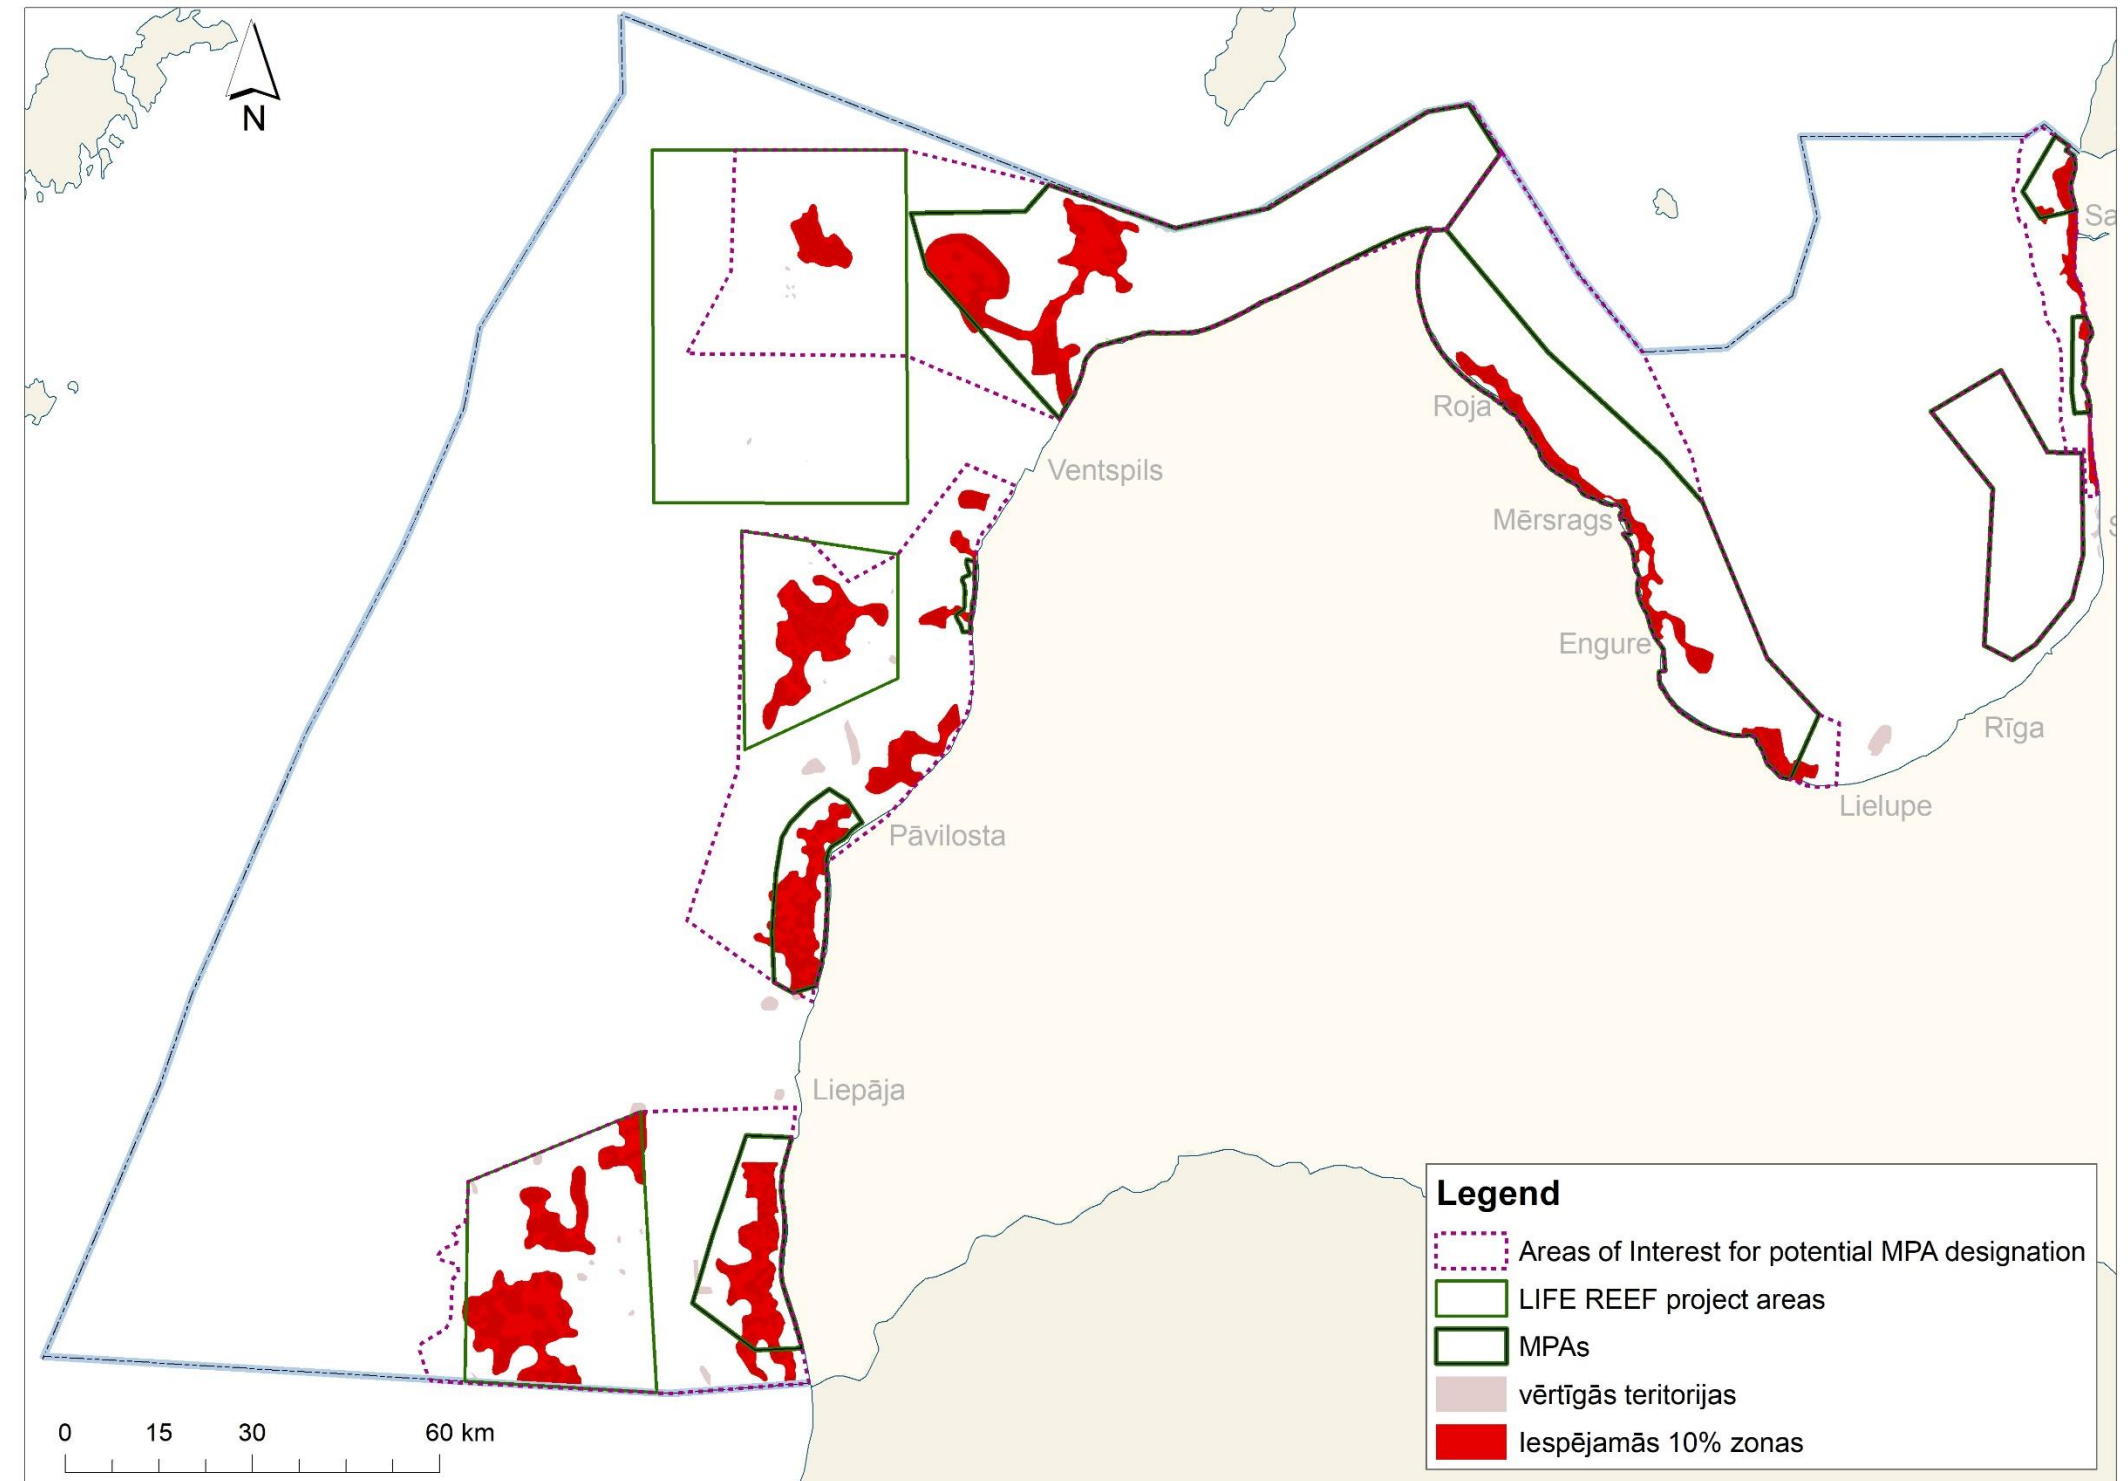 N
Sa
Roja
Ventspils
Mērsrags
S
Engure
Rīga
Lielupe
Pāvilosta
Liepāja
Legend
Areas of Interest for potential MPA designation
LIFE REEF project areas
MPAs
vērtīgās teritorijas
Iespējamās 10% zonas
0 15 30 60 km